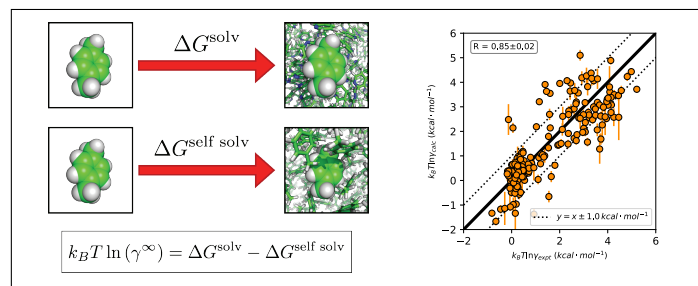 ΔG^solv
ΔG^self solv
k_B T ln (γ^∞) = ΔG^solv − ΔG^self solv
R = 0,85±0,02
6
5
4
3
2
1
0
−1
−2
k_BTlnγ_calc (kcal·mol⁻¹)
y = x ± 1,0 kcal·mol⁻¹
−2 0 2 4 6
k_BTlnγ_expt (kcal·mol⁻¹)